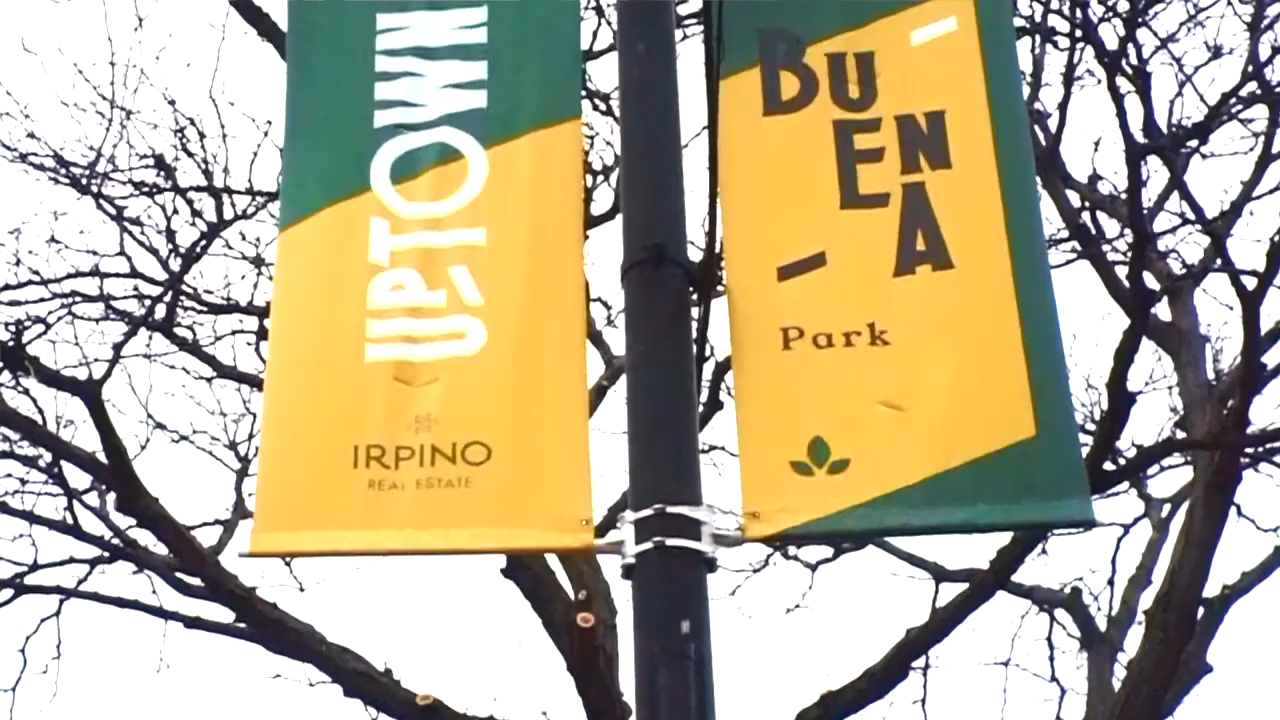 UPTOWN
IRPINO
REAL ESTATE
BU
EN
A
Park